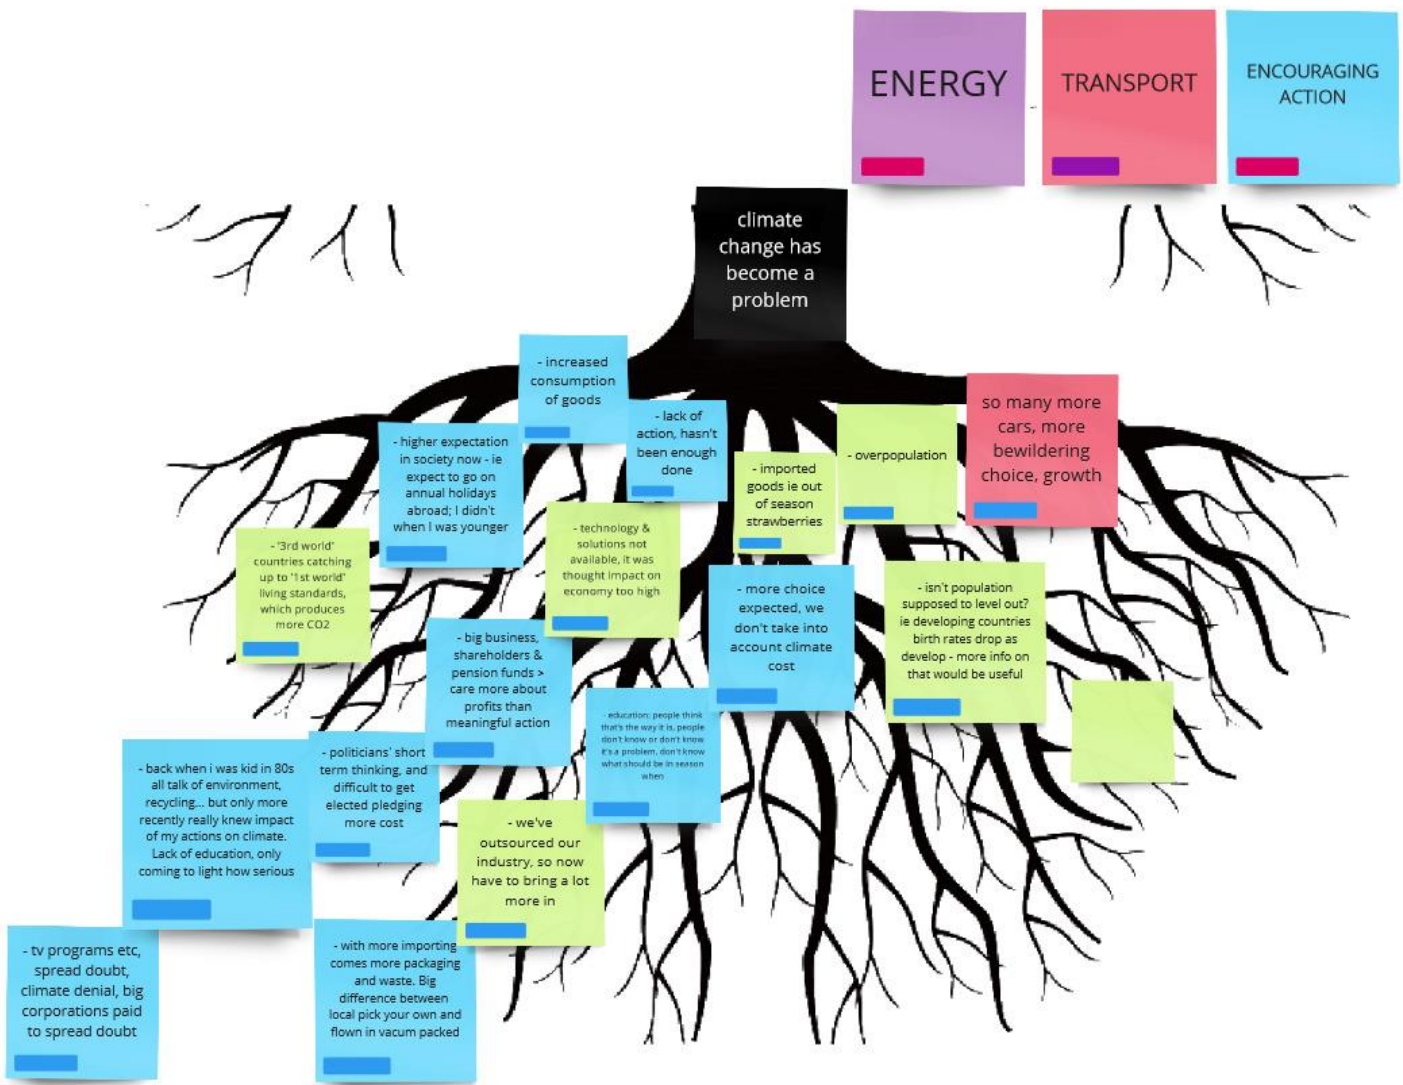 ENERGY
TRANSPORT
ENCOURAGING
ACTION
climate
change has
become a
problem
- increased
consumption
of goods
- lack of
action, hasn't
been enough
done
- higher expectation
in society now - ie
expect to go on
annual holidays
abroad; I didn't
when I was younger
- imported
goods ie out
of season
strawberries
- overpopulation
so many more
cars, more
bewildering
choice, growth
- '3rd world'
countries catching
up to '1st world'
living standards,
which produces
more CO2
- technology &
solutions not
available, it was
thought impact on
economy too high
- more choice
expected, we
don't take into
account climate
cost
- isn't population
supposed to level out?
ie developing countries
birth rates drop as
develop - more info on
that would be useful
- big business,
shareholders &
pension funds >
care more about
profits than
meaningful action
- education; people think
that's the way it is, people
don't know or don't know
it's a problem, don't know
what should be in season
when
- back when i was kid in 80s
all talk of environment,
recycling... but only more
recently really knew impact
of my actions on climate.
Lack of education, only
coming to light how serious
- politicians' short
term thinking, and
difficult to get
elected pledging
more cost
- we've
outsourced our
industry, so now
have to bring a lot
more in
- tv programs etc,
spread doubt,
climate denial, big
corporations paid
to spread doubt
- with more importing
comes more packaging
and waste. Big
difference between
local pick your own and
flown in vacum packed